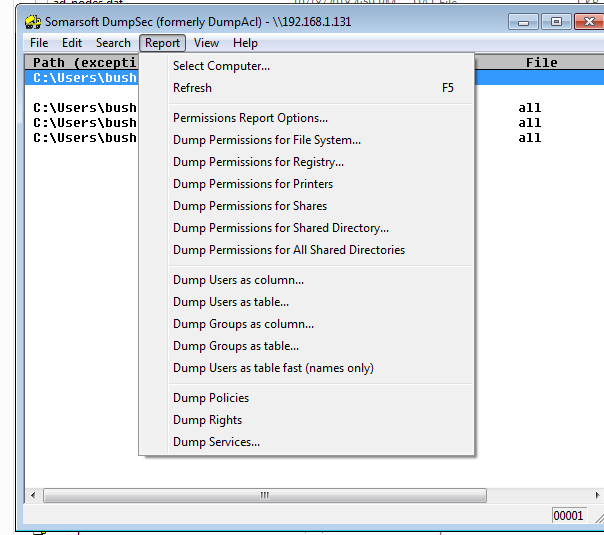 Somarsoft DumpSec (formerly DumpAcl) - \\192.168.1.131
File Edit Search Report View Help
Path (excepti File
C:\Users\bush
C:\Users\bush all
C:\Users\bush all
C:\Users\bush all
Select Computer...
Refresh F5
Permissions Report Options...
Dump Permissions for File System...
Dump Permissions for Registry...
Dump Permissions for Printers
Dump Permissions for Shares
Dump Permissions for Shared Directory...
Dump Permissions for All Shared Directories
Dump Users as column...
Dump Users as table...
Dump Groups as column...
Dump Groups as table...
Dump Users as table fast (names only)
Dump Policies
Dump Rights
Dump Services...
00001